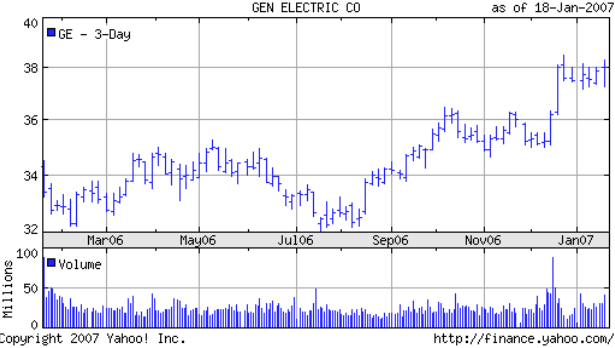 GEN ELECTRIC CO as of 18-Jan-2007
40
GE - 3-Day
38
36
34
32
Mar06 May06 Jul06 Sep06 Nov06 Jan07
100
Volume
50
0
Millions
Copyright 2007 Yahoo! Inc. http://finance.yahoo.com/